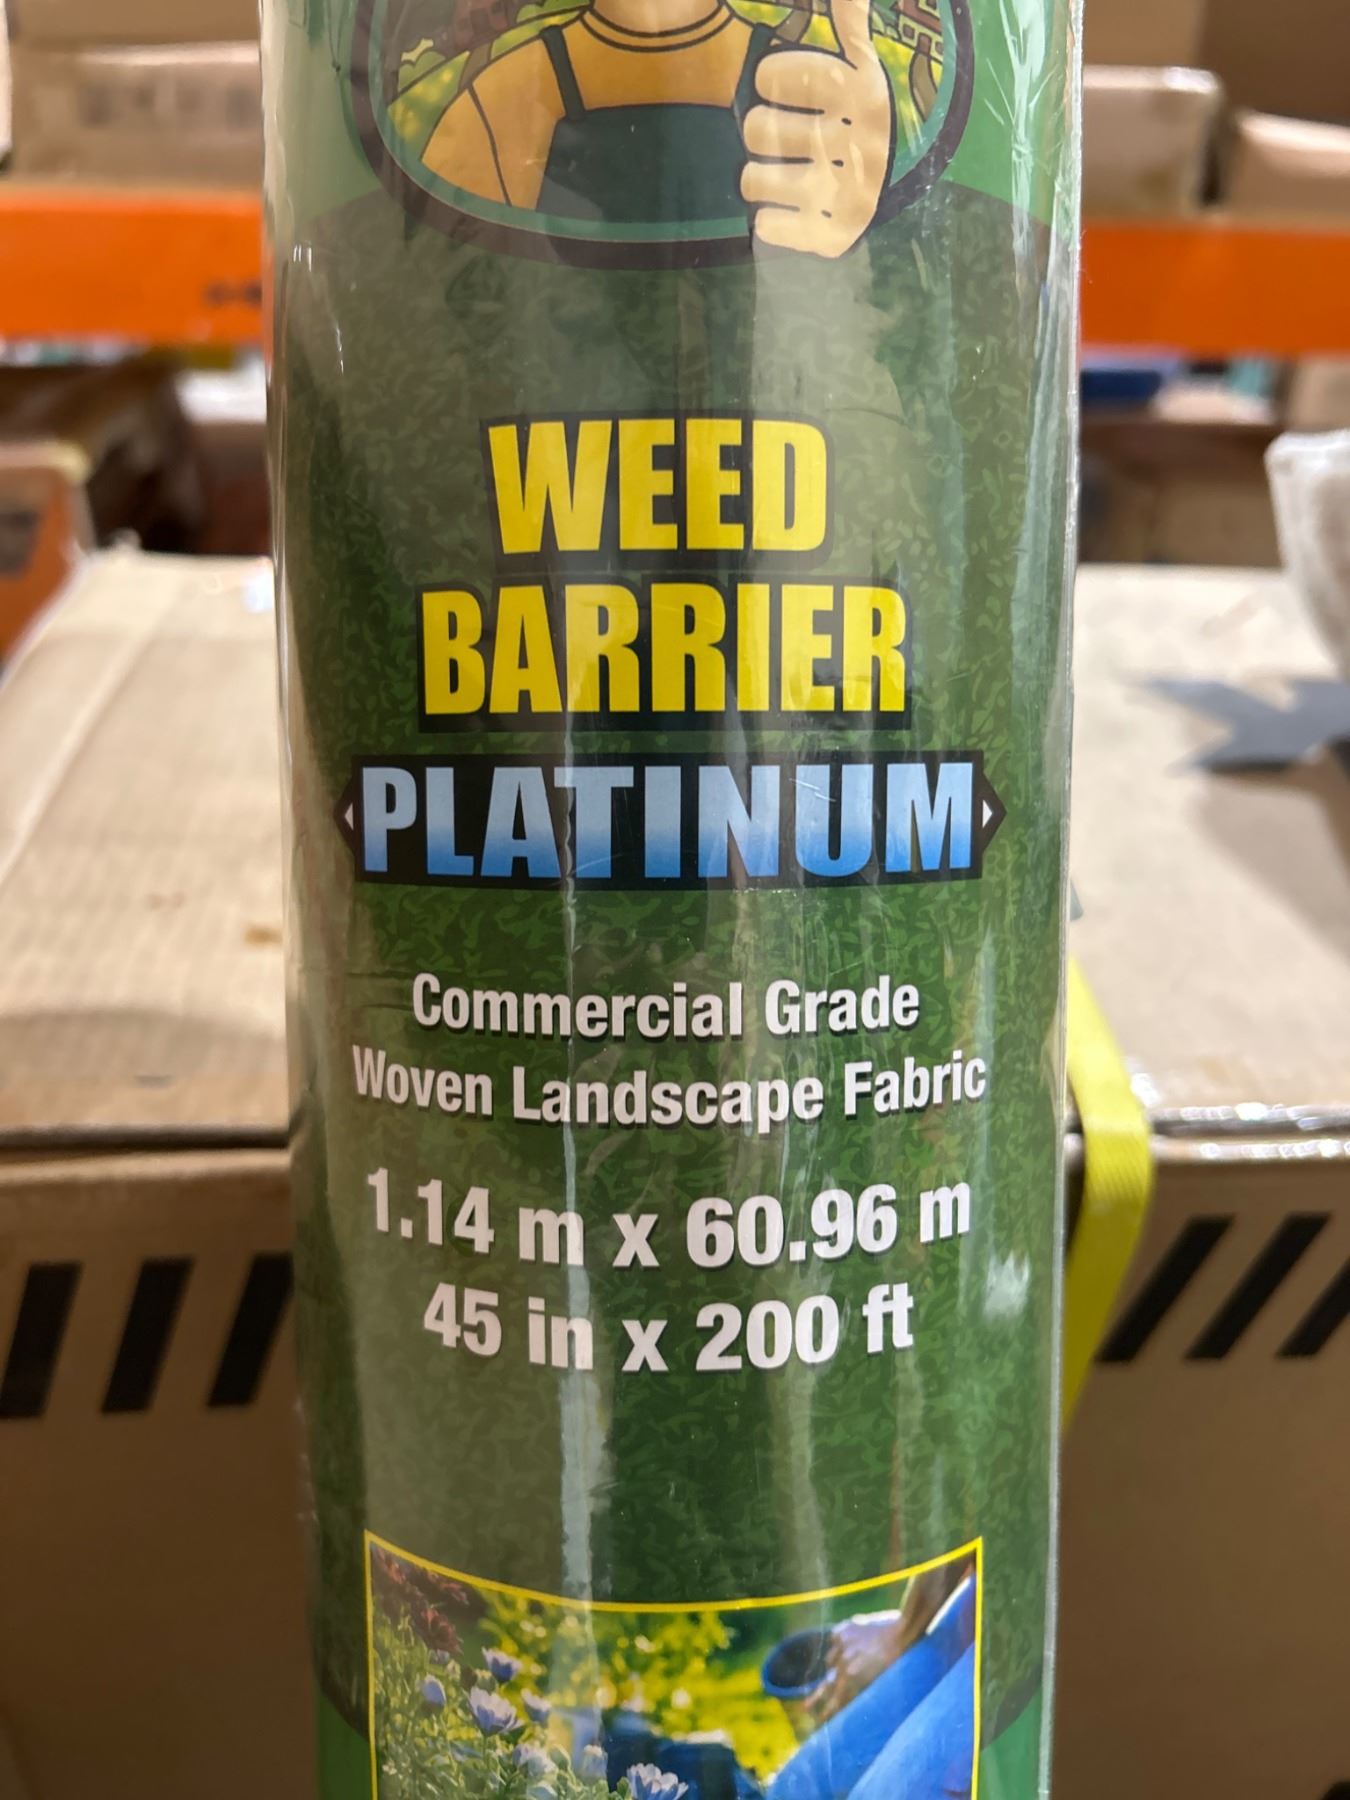 WEED
BARRIER
PLATINUM
Commercial Grade
Woven Landscape Fabric
1.14 m x 60.96 m
45 in x 200 ft